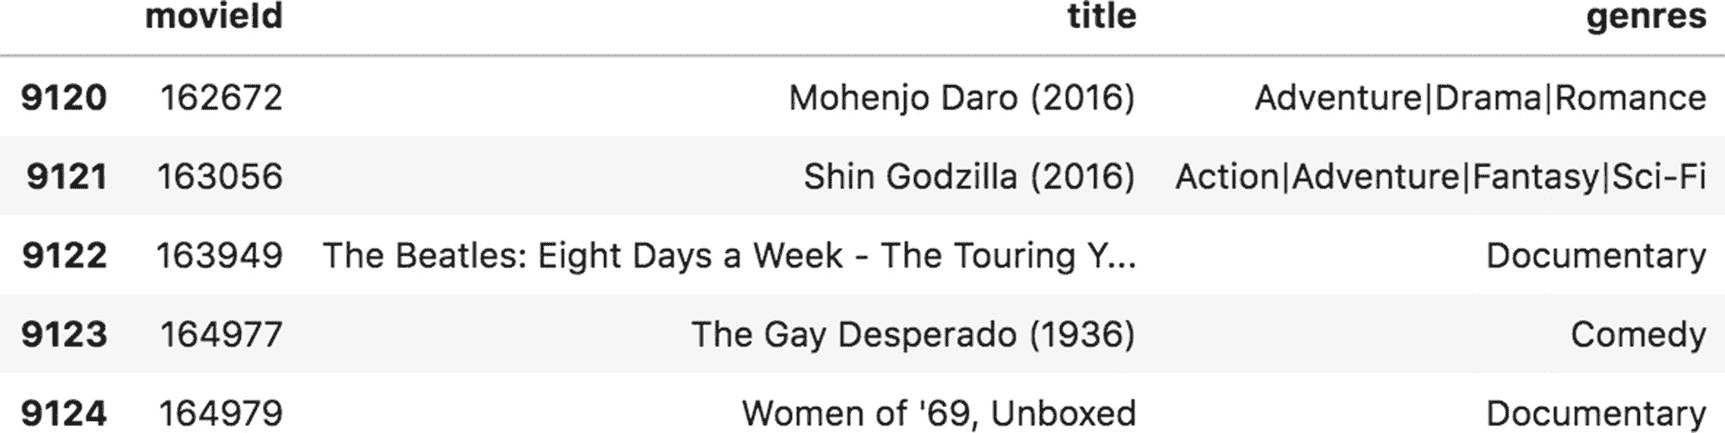 movieId title genres
9120 162672 Mohenjo Daro (2016) Adventure|Drama|Romance
9121 163056 Shin Godzilla (2016) Action|Adventure|Fantasy|Sci-Fi
9122 163949 The Beatles: Eight Days a Week - The Touring Y... Documentary
9123 164977 The Gay Desperado (1936) Comedy
9124 164979 Women of '69, Unboxed Documentary